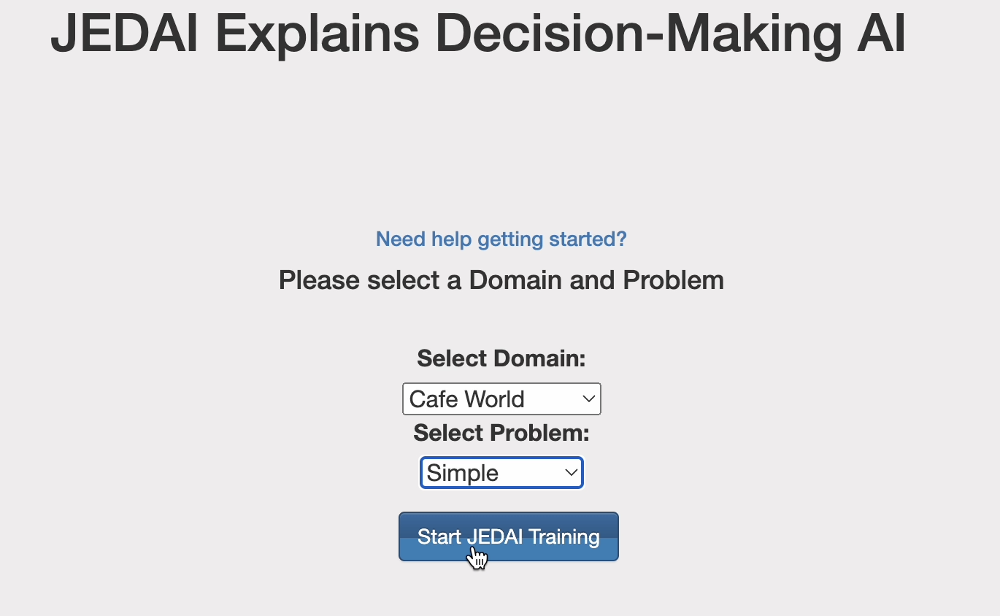 JEDAI Explains Decision-Making AI
Need help getting started?
Please select a Domain and Problem
Select Domain:
Cafe World
Select Problem:
Simple
Start JEDAI Training